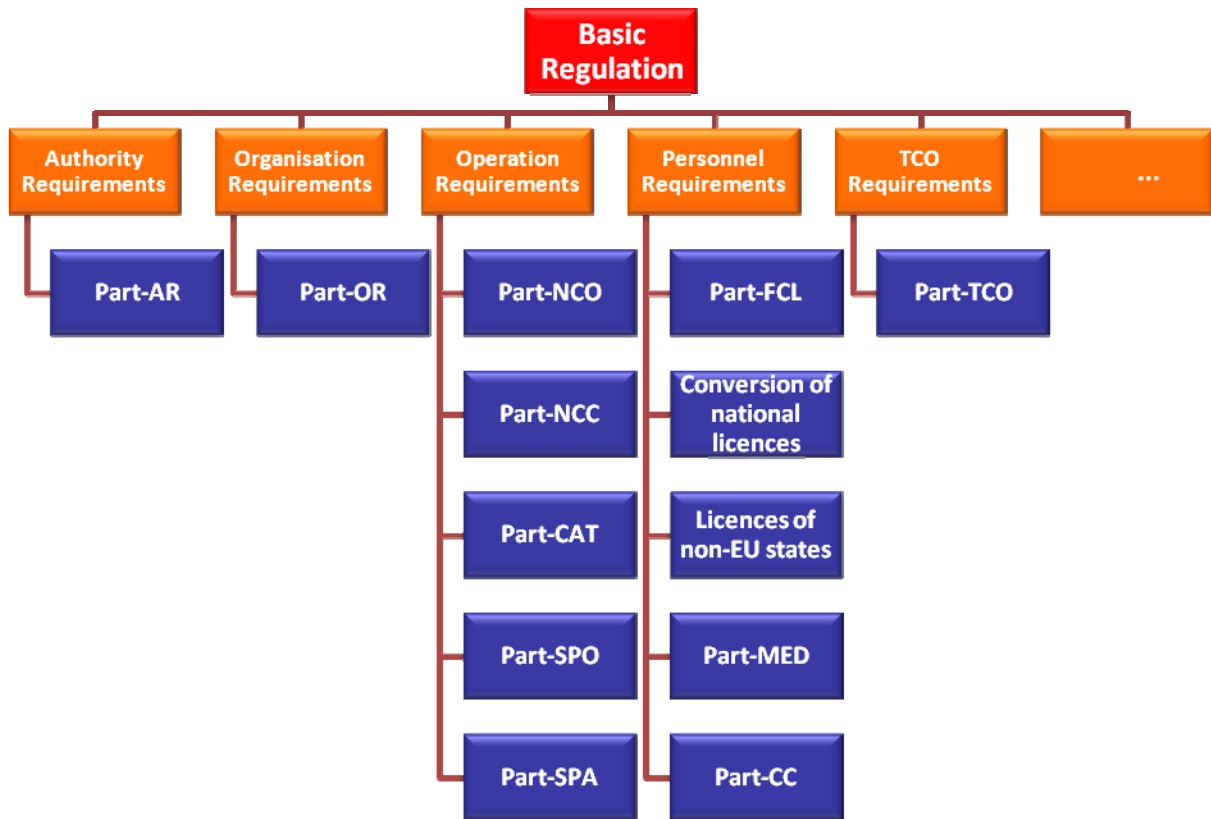 Basic
Regulation
Authority
Requirements
Organisation
Requirements
Operation
Requirements
Personnel
Requirements
TCO
Requirements
...
Part-AR
Part-OR
Part-NCO
Part-FCL
Part-TCO
Part-NCC
Conversion of
national
licences
Part-CAT
Licences of
non-EU states
Part-SPO
Part-MED
Part-SPA
Part-CC